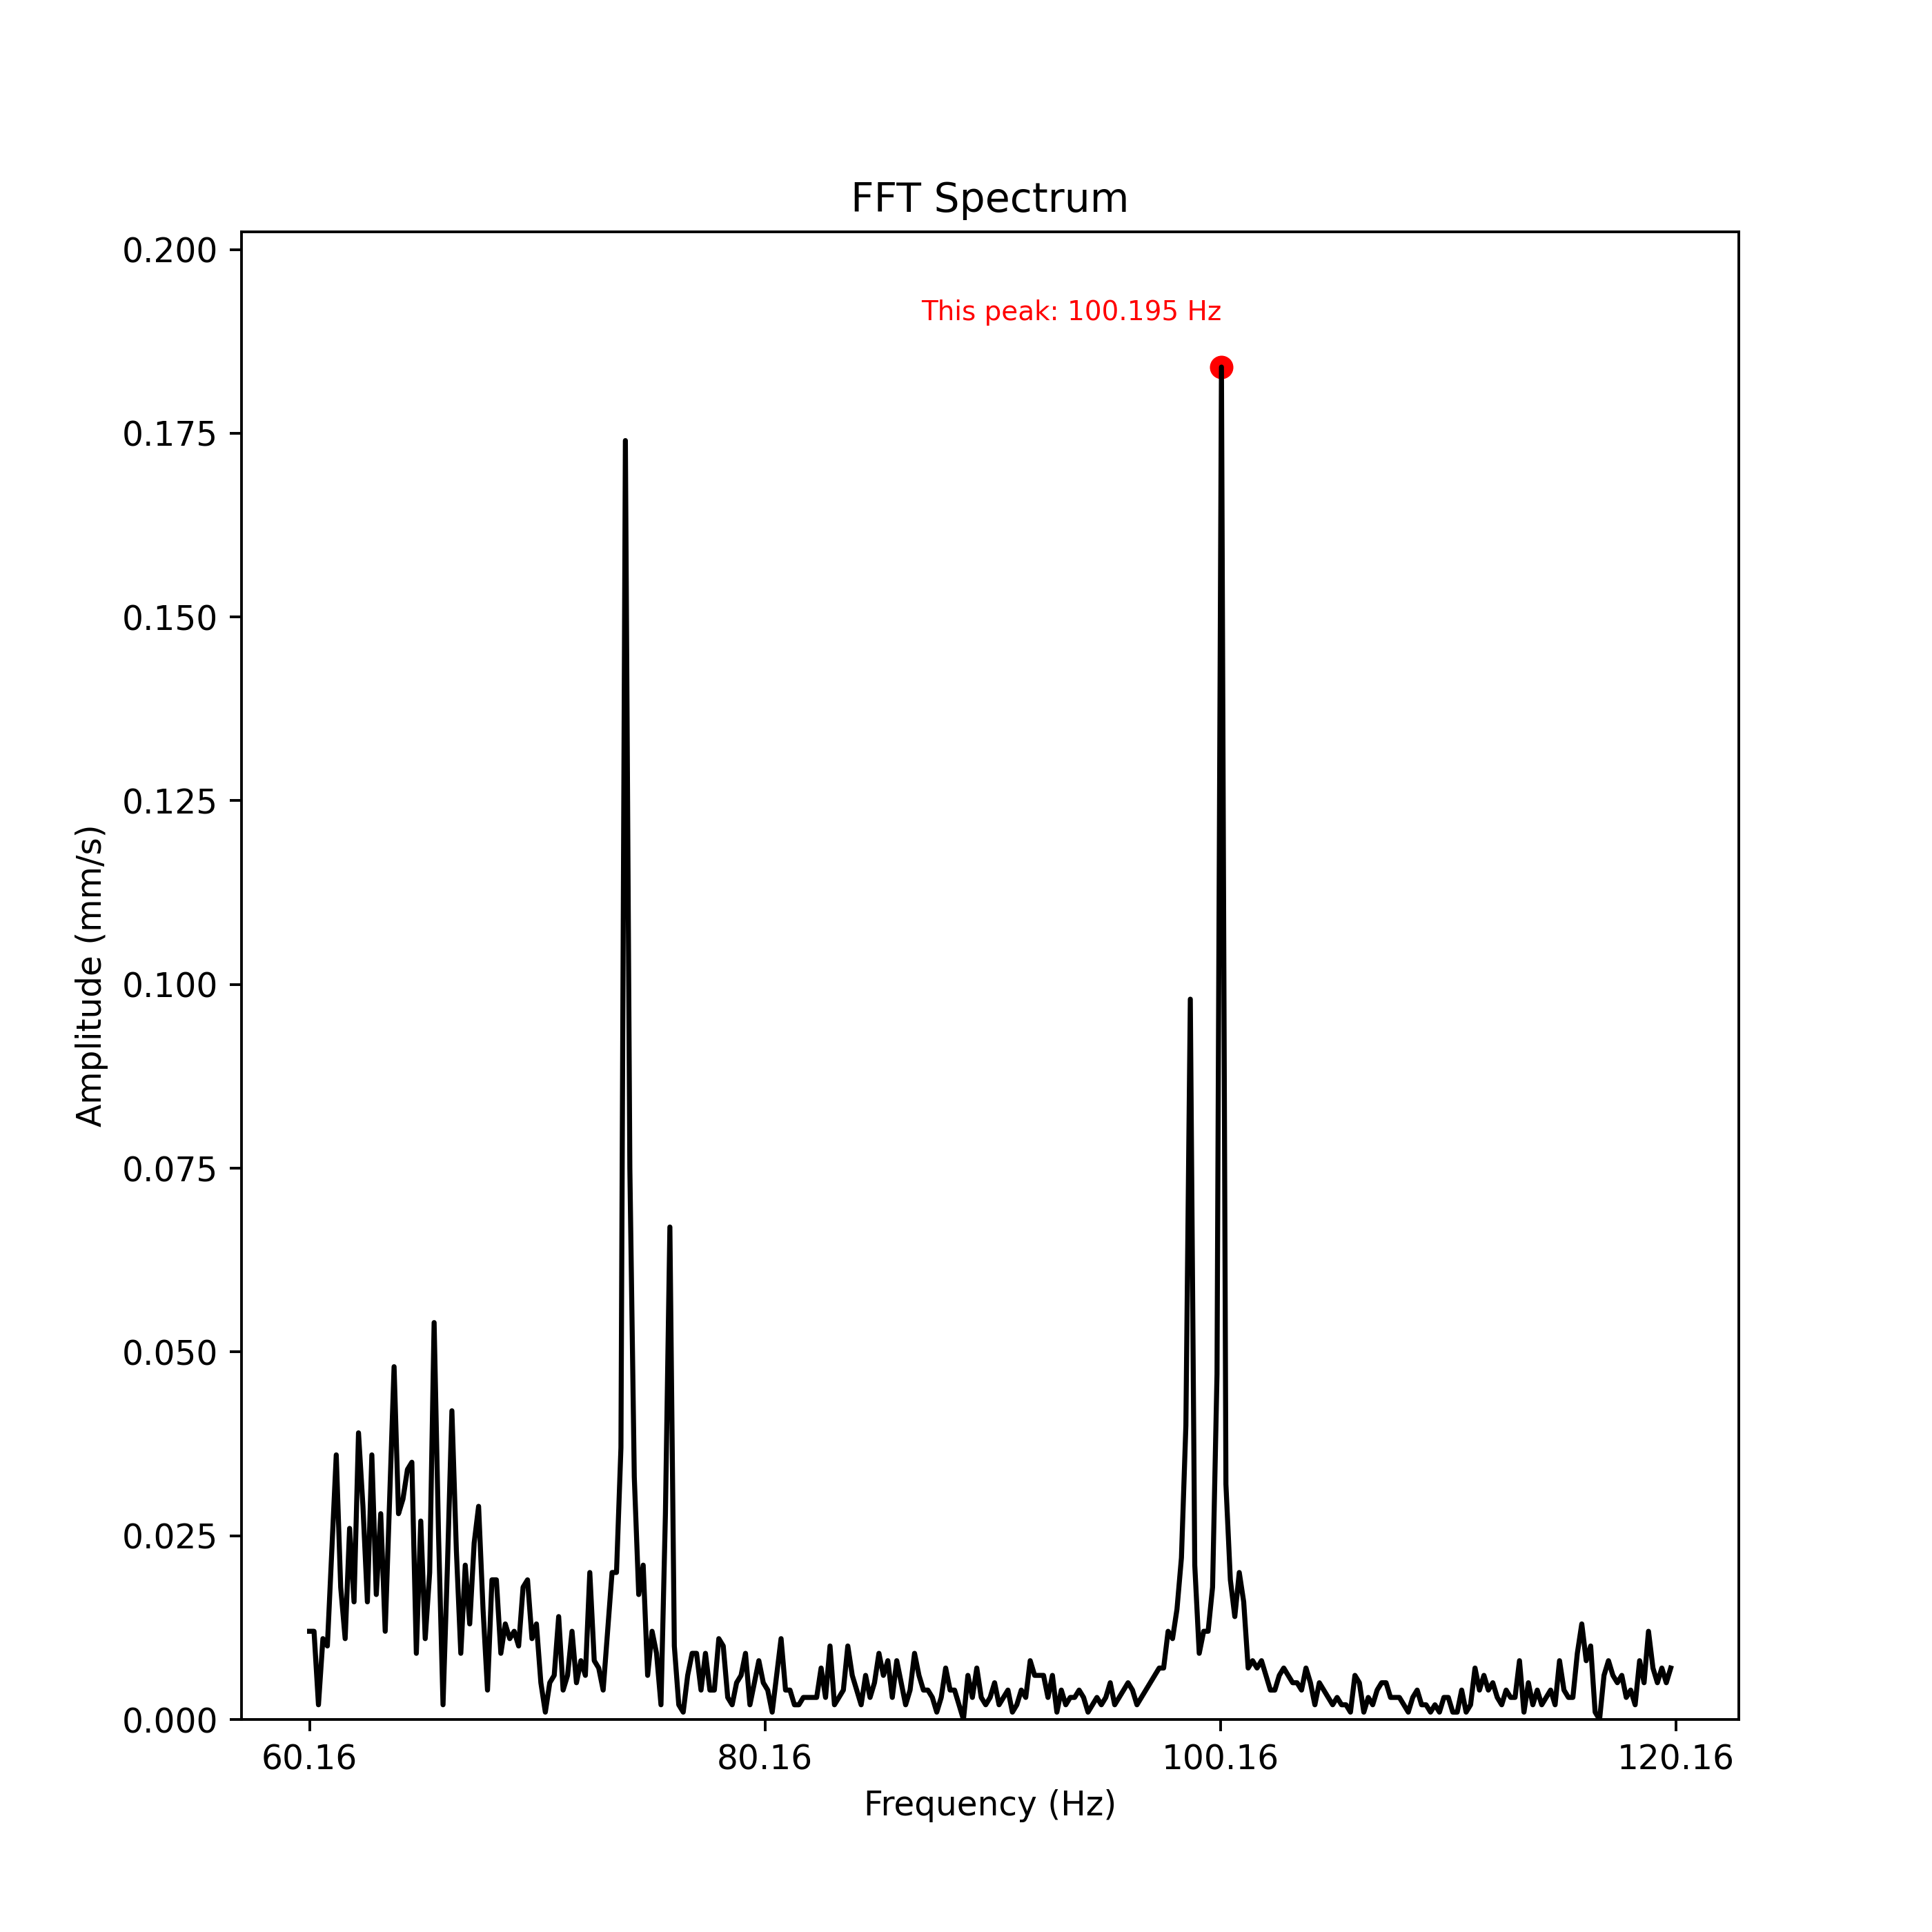 FFT Spectrum
This peak: 100.195 Hz
0.200
0.175
0.150
0.125
0.100
0.075
0.050
0.025
0.000
Amplitude (mm/s)
60.16 80.16 100.16 120.16
Frequency (Hz)